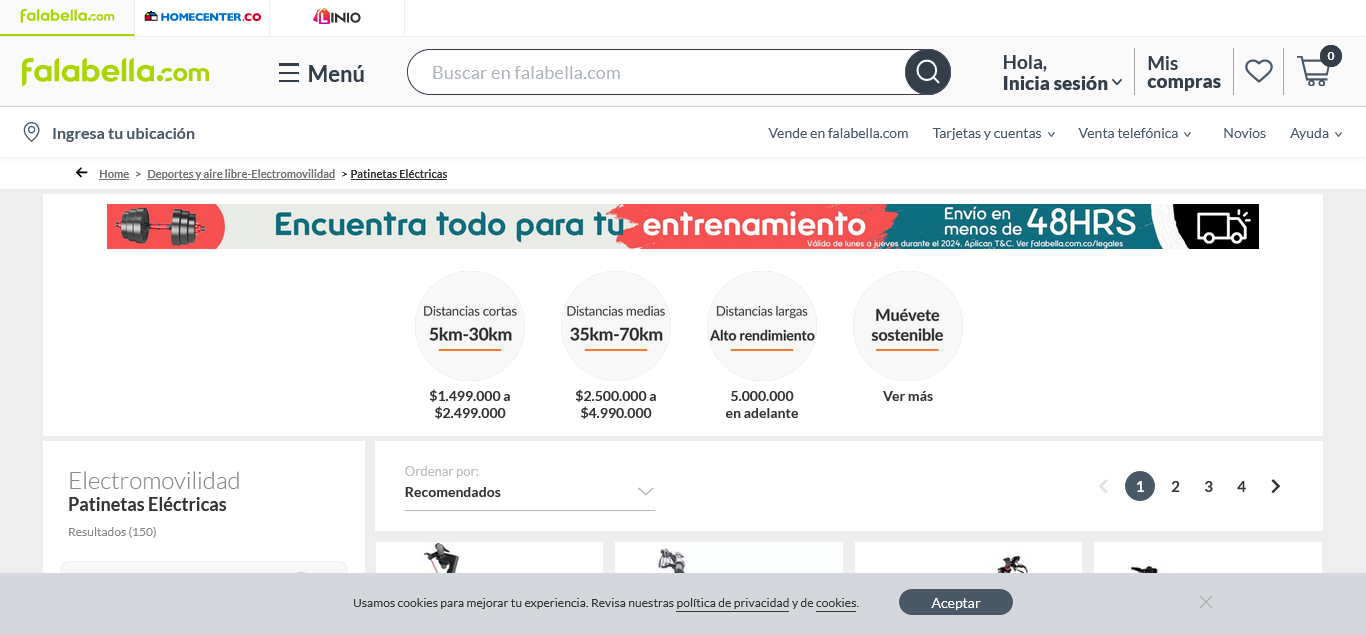 falabella.com
HOMECENTER.CO
LINIO
falabella.com
Menú
Buscar en falabella.com
Hola,
Inicia sesión
Mis
compras
0
Ingresa tu ubicación
Vende en falabella.com
Tarjetas y cuentas
Venta telefónica
Novios
Ayuda
Home > Deportes y aire libre-Electromovilidad > Patinetas Eléctricas
Encuentra todo para tu entrenamiento
Envío en
menos de 48HRS
Válido de lunes a jueves durante el 2024. Aplican T&C. Ver falabella.com.co/legales
Distancias cortas
5km-30km
Distancias medias
35km-70km
Distancias largas
Alto rendimiento
Muévete
sostenible
$1.499.000 a
$2.499.000
$2.500.000 a
$4.990.000
5.000.000
en adelante
Ver más
Electromovilidad
Patinetas Eléctricas
Resultados (150)
Ordenar por:
Recomendados
1 2 3 4
Usamos cookies para mejorar tu experiencia. Revisa nuestras política de privacidad y de cookies.
Aceptar